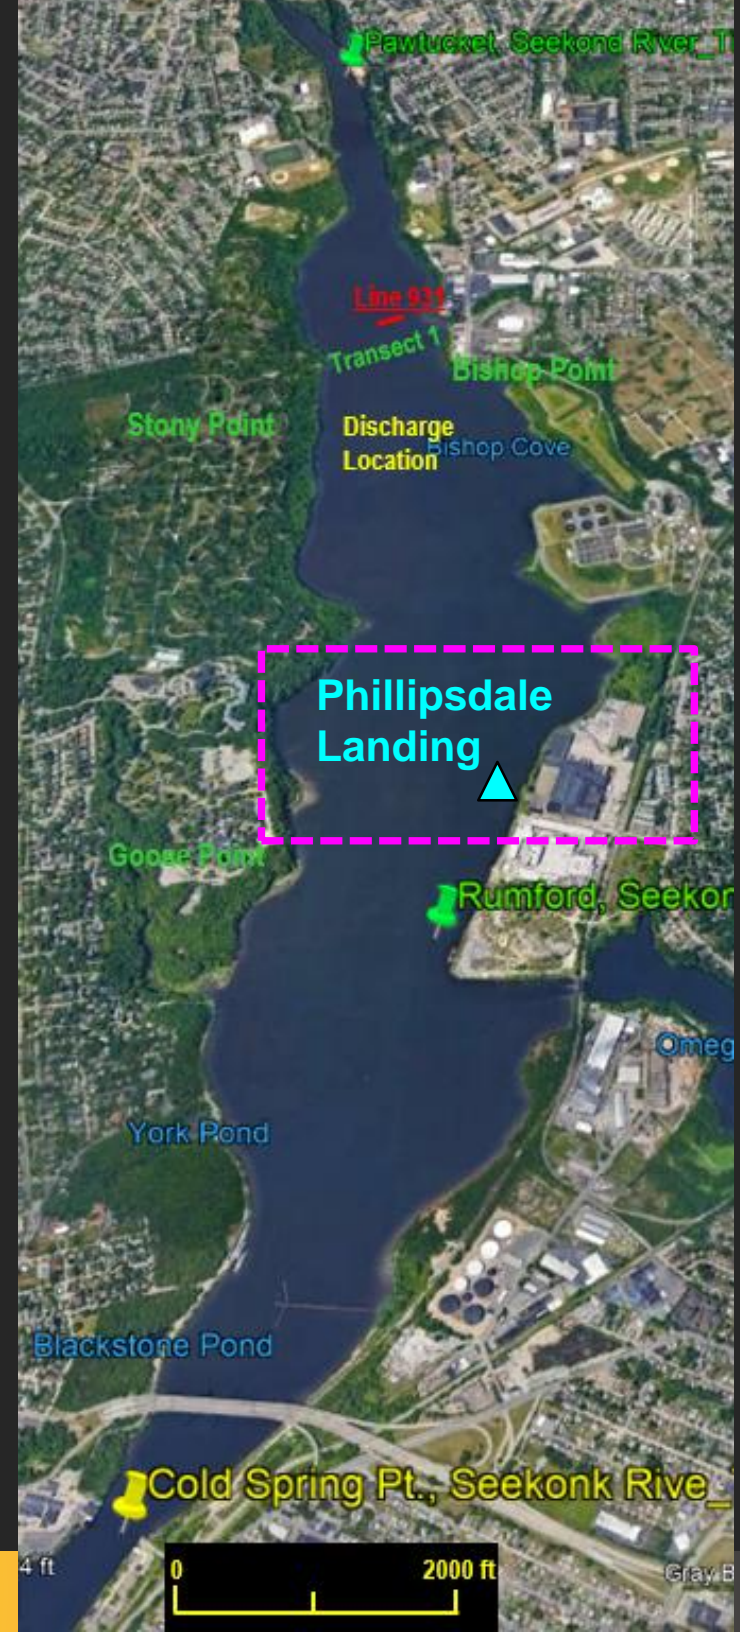 Pawtucket, Seekond River_T
Line 931
Transect 1
Bishop Point
Stony Point
Discharge
Location
Bishop Cove
Phillipsdale
Landing
Goose Point
Rumford, Seekon
Omeg
York Pond
Blackstone Pond
Cold Spring Pt., Seekonk Rive_
4 ft
0
2000 ft
Gray B